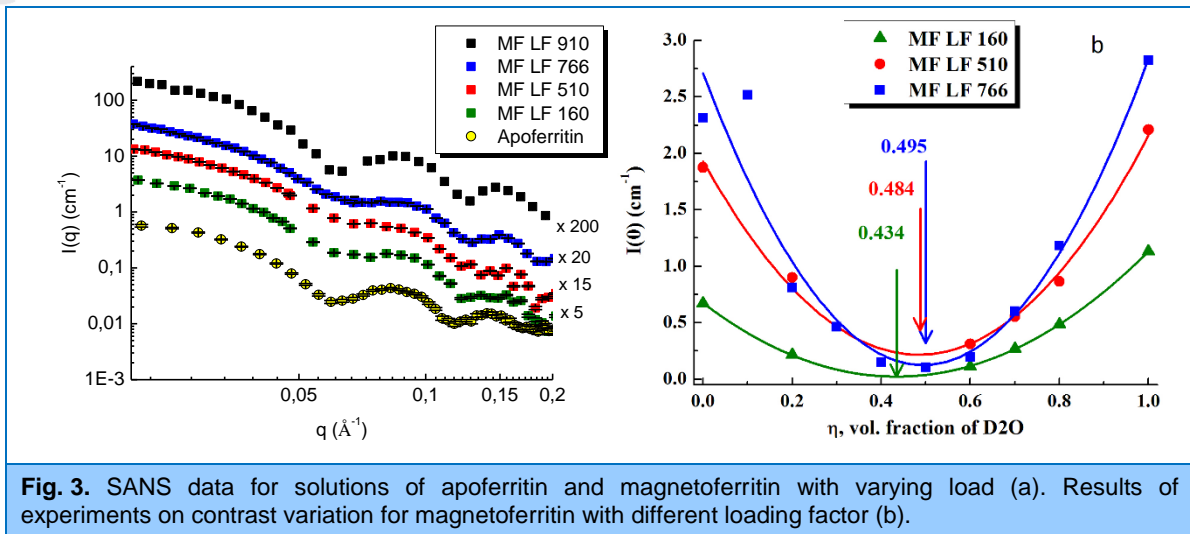 MF LF 910
MF LF 766
MF LF 510
MF LF 160
Apoferritin
100
10
1
0,1
0,01
1E-3
I(q) (cm⁻¹)
x 200
x 20
x 15
x 5
0,05
0,1
0,15
0,2
q (Å⁻¹)
b
MF LF 160
MF LF 510
MF LF 766
3.0
2.5
2.0
1.5
1.0
0.5
0.0
I(0) (cm⁻¹)
0.495
0.484
0.434
0.0
0.2
0.4
0.6
0.8
1.0
η, vol. fraction of D2O
Fig. 3. SANS data for solutions of apoferritin and magnetoferritin with varying load (a). Results of
experiments on contrast variation for magnetoferritin with different loading factor (b).